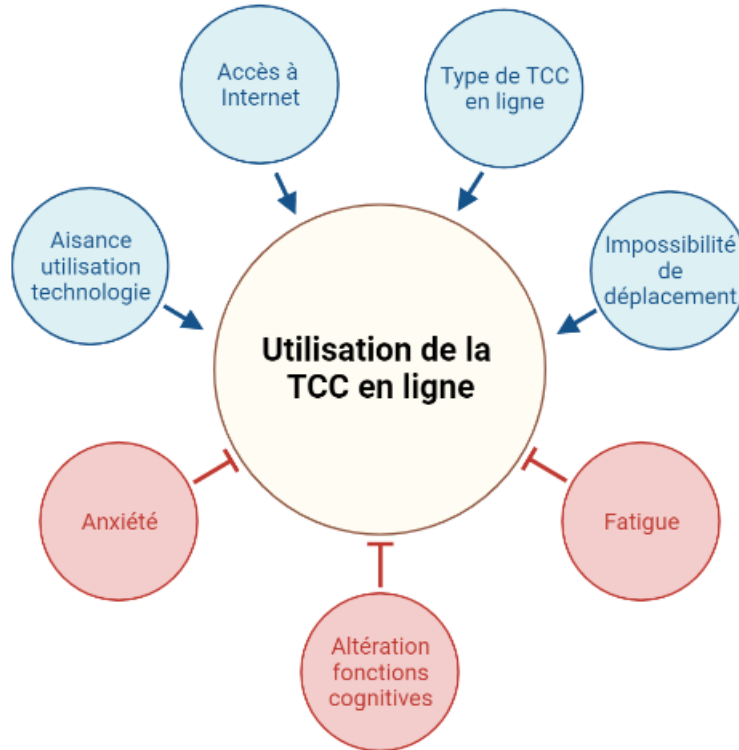 Accès à
Internet
Type de TCC
en ligne
Aisance
utilisation
technologie
Impossibilité
de
déplacement
Utilisation de la
TCC en ligne
Anxiété
Fatigue
Altération
fonctions
cognitives